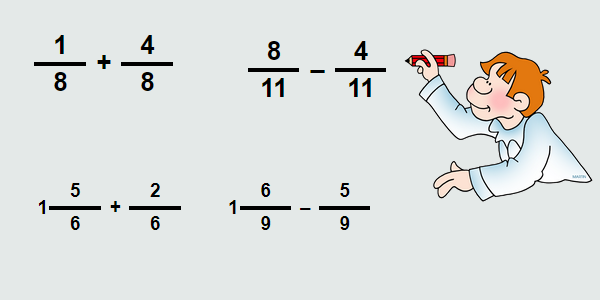 1/8 + 4/8
8/11 – 4/11
1 5/6 + 2/6
1 6/9 – 5/9